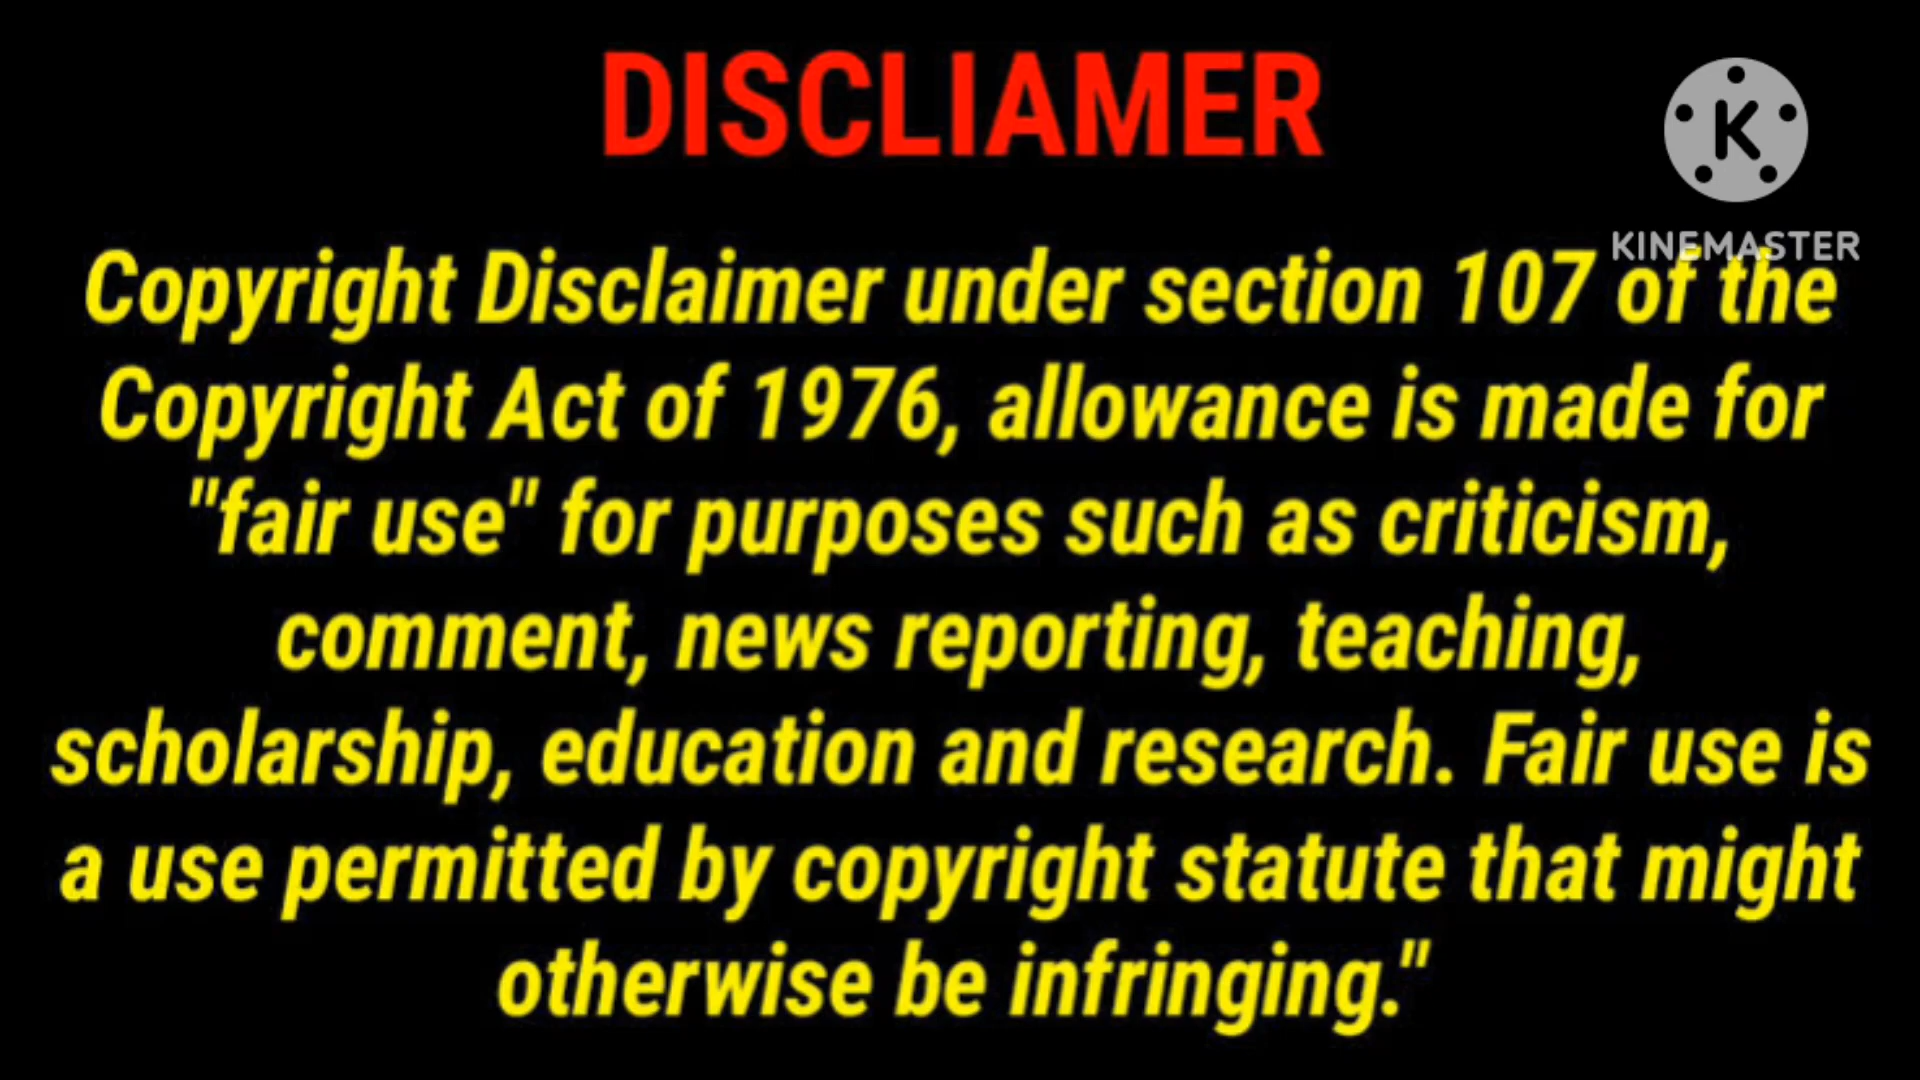 DISCLIAMER
K
KINEMASTER
Copyright Disclaimer under section 107 of the
Copyright Act of 1976, allowance is made for
"fair use" for purposes such as criticism,
comment, news reporting, teaching,
scholarship, education and research. Fair use is
a use permitted by copyright statute that might
otherwise be infringing."